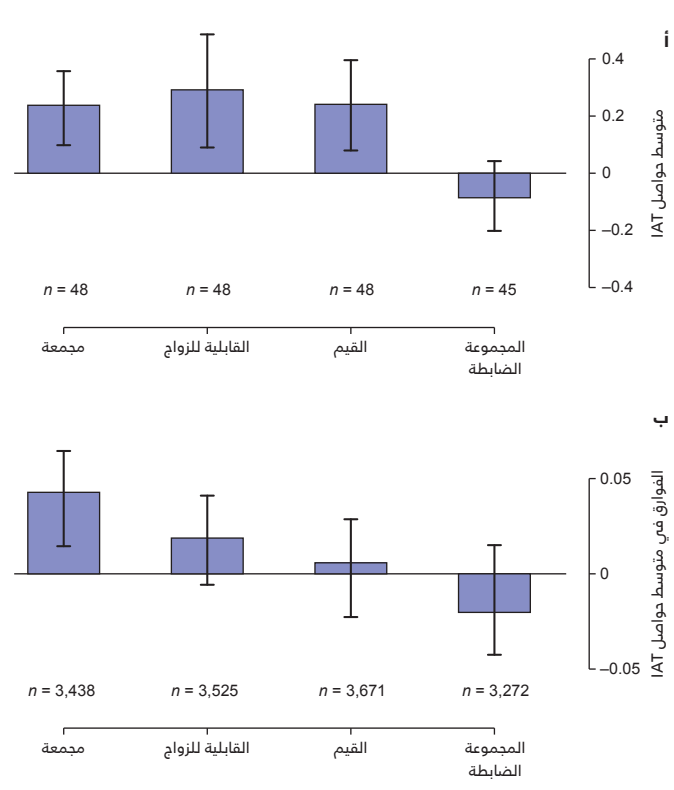 أ
متوسط حواصل IAT
0.4
0.2
0
–0.2
–0.4
n = 45
n = 48
n = 48
n = 48
المجموعة
الضابطة
القيم
القابلية للزواج
مجمعة
ب
الفوارق في متوسط حواصل IAT
0.05
0
–0.05
n = 3,272
n = 3,671
n = 3,525
n = 3,438
المجموعة
الضابطة
القيم
القابلية للزواج
مجمعة